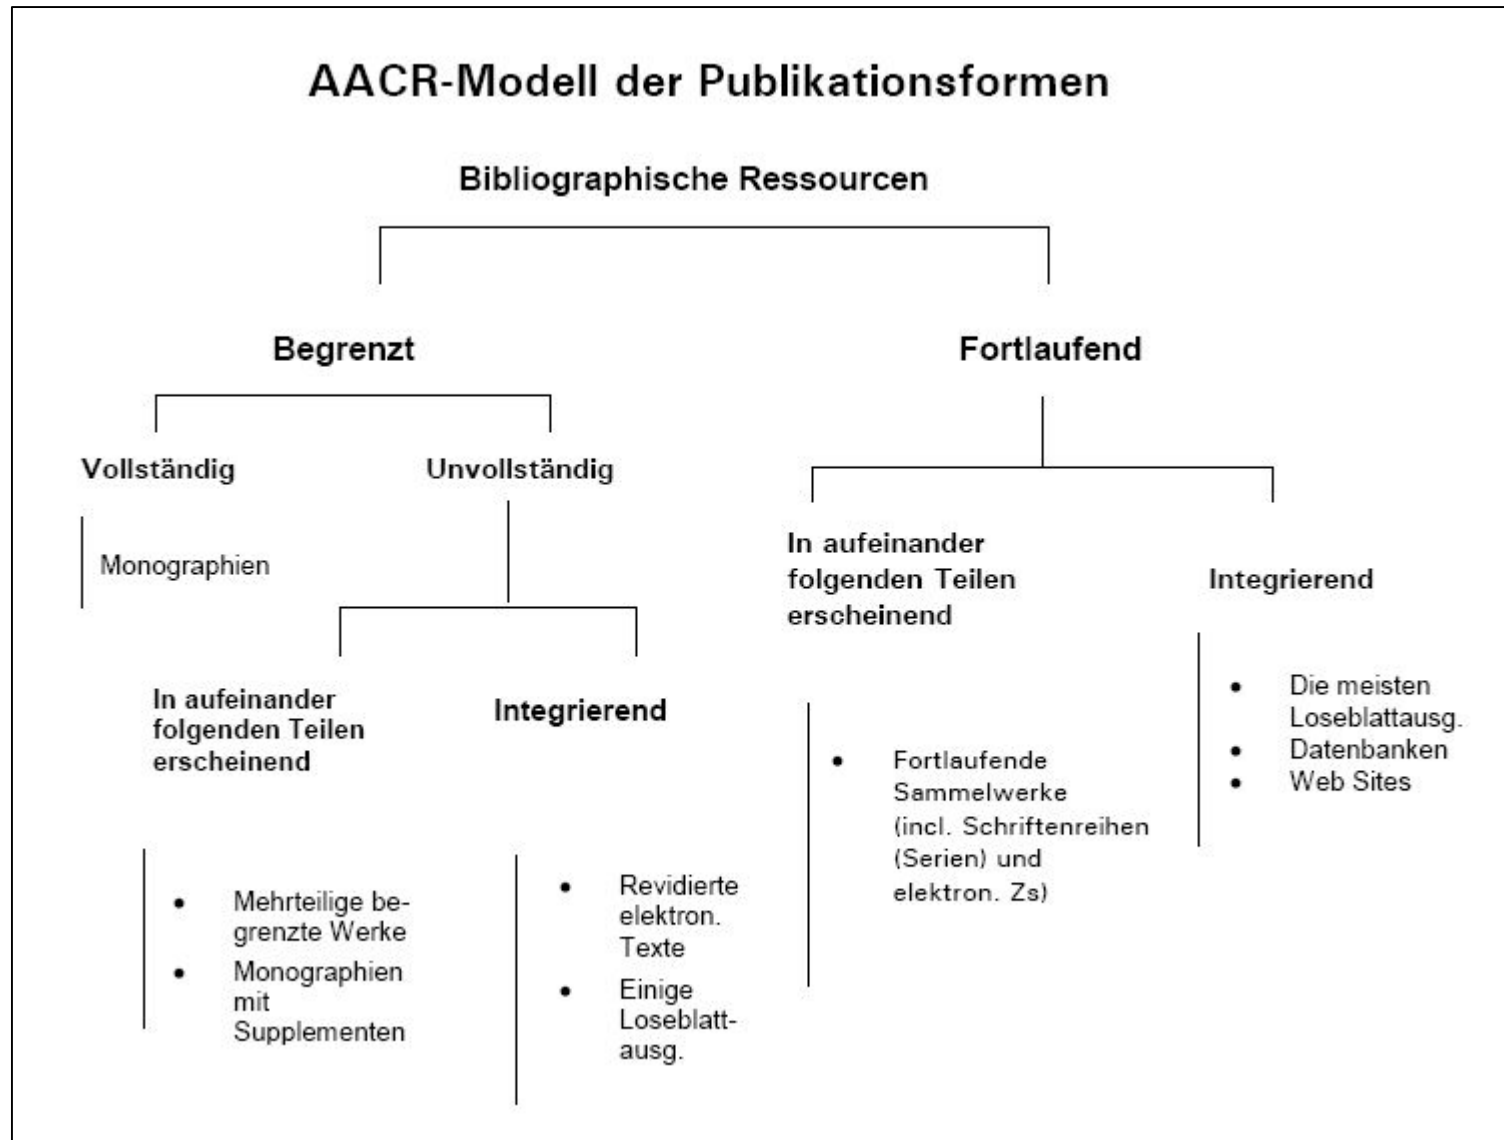 AACR-Modell der Publikationsformen
Bibliographische Ressourcen
Begrenzt
Fortlaufend
Vollständig
Unvollständig
Monographien
In aufeinander
folgenden Teilen
erscheinend
Integrierend
In aufeinander
folgenden Teilen
erscheinend
Integrierend
• Mehrteilige be-
grenzte Werke
• Monographien
mit
Supplementen
• Revidierte
elektron.
Texte
• Einige
Loseblatt-
ausg.
• Fortlaufende
Sammelwerke
(incl. Schriftenreihen
(Serien) und
elektron. Zs)
• Die meisten
Loseblattausg.
• Datenbanken
• Web Sites